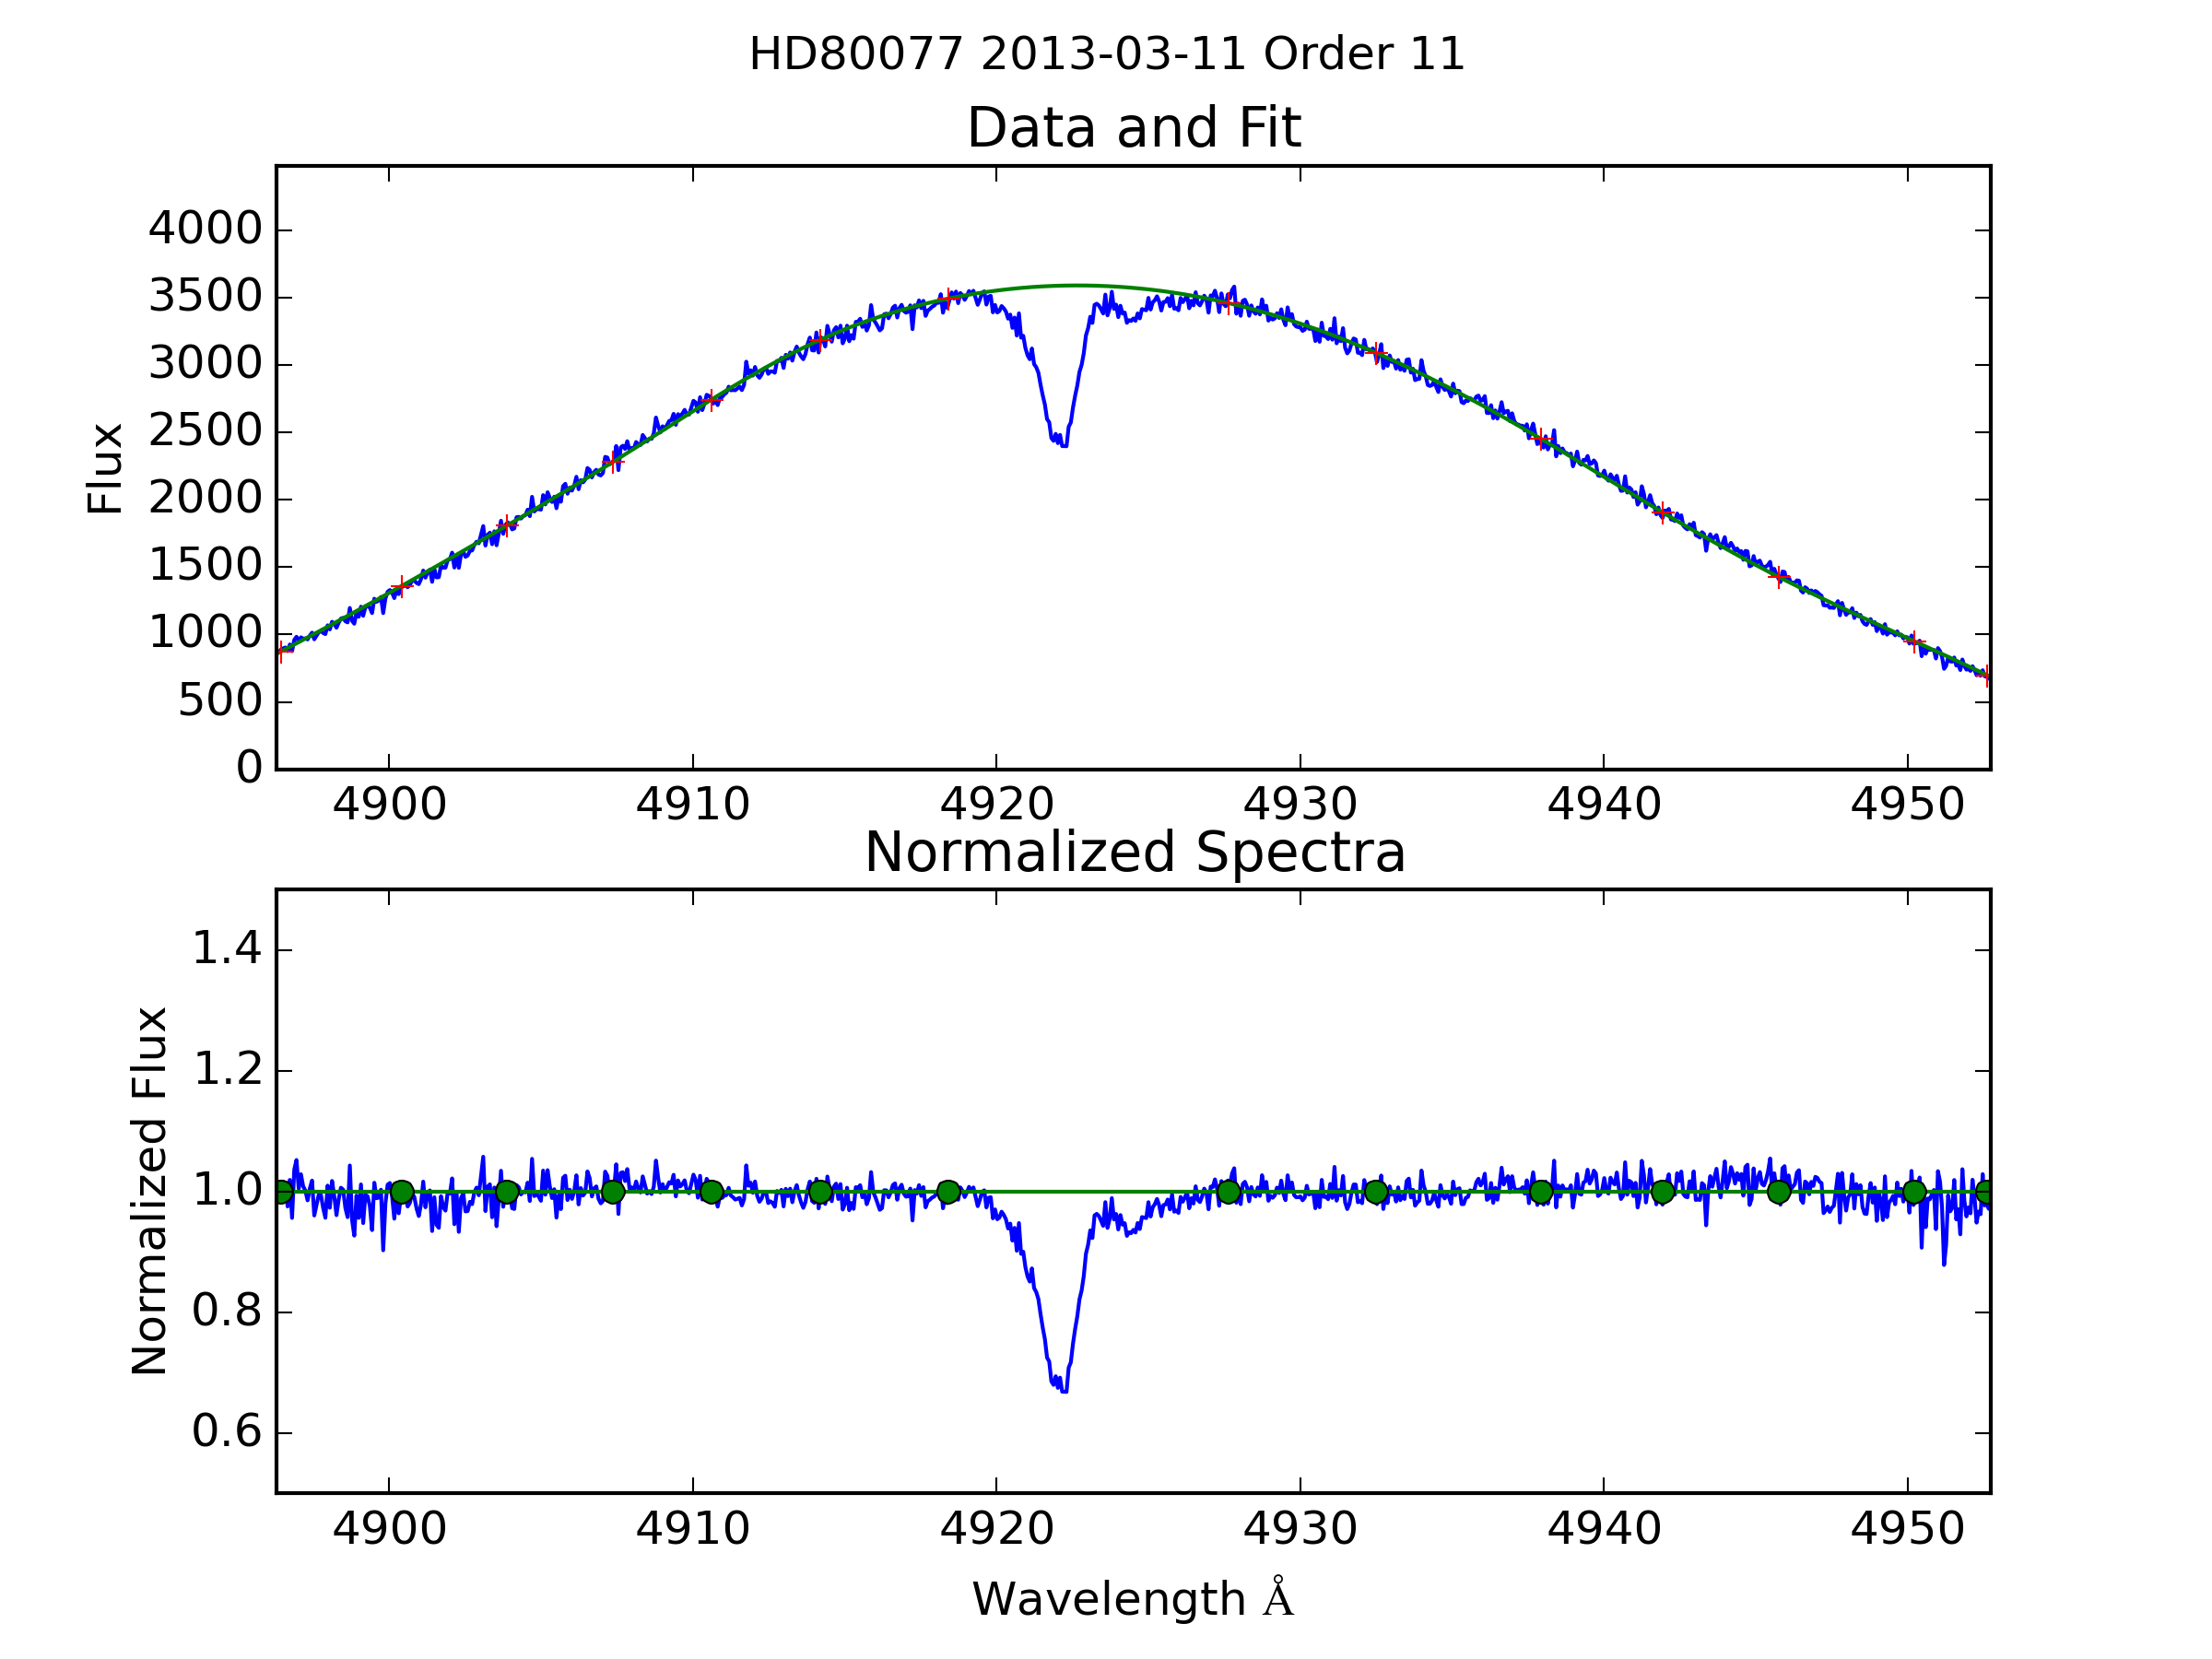 HD80077 2013-03-11 Order 11
Data and Fit
Flux
4000
3500
3000
2500
2000
1500
1000
500
0
4900 4910 4920 4930 4940 4950
Normalized Spectra
Normalized Flux
1.4
1.2
1.0
0.8
0.6
4900 4910 4920 4930 4940 4950
Wavelength Å